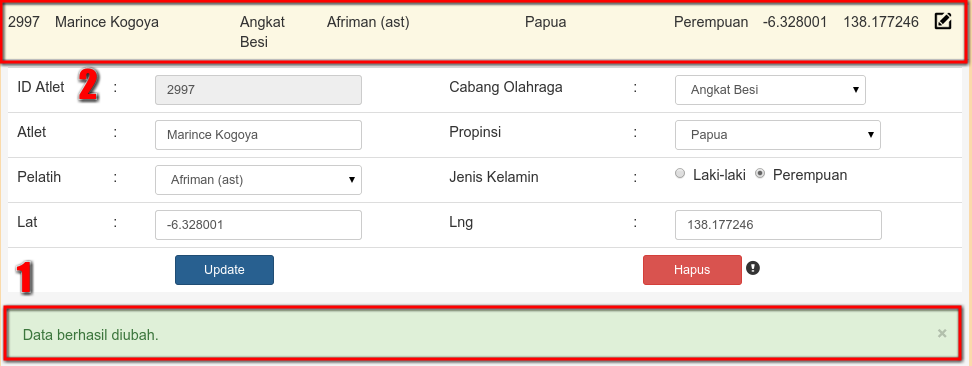 2997 Marince Kogoya Angkat Besi Afriman (ast) Papua Perempuan -6.328001 138.177246
2
ID Atlet : 2997 Cabang Olahraga : Angkat Besi
Atlet : Marince Kogoya Propinsi : Papua
Pelatih : Afriman (ast) Jenis Kelamin : Laki-laki Perempuan
Lat : -6.328001 Lng : 138.177246
1
Update Hapus
Data berhasil diubah. ×